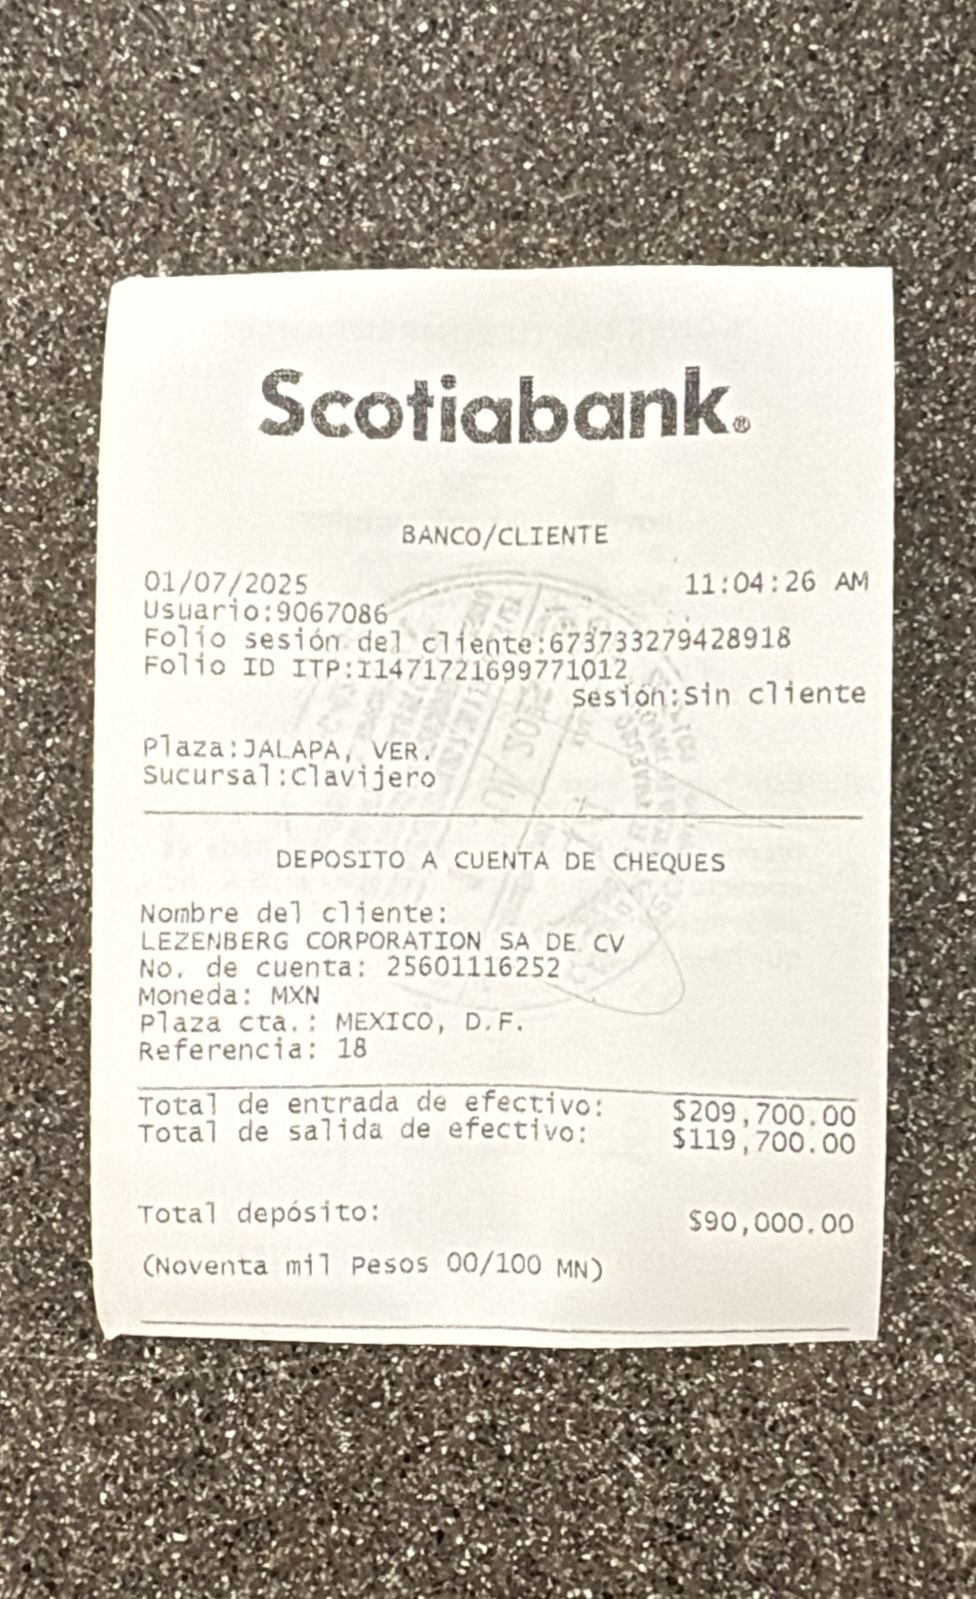 Scotiabank®
BANCO/CLIENTE
01/07/2025 11:04:26 AM
Usuario:9067086
Folio sesión del cliente:673733279428918
Folio ID ITP:I1471721699771012
Sesión:Sin cliente
Plaza:JALAPA, VER.
Sucursal:Clavijero
DEPOSITO A CUENTA DE CHEQUES
Nombre del cliente:
LEZENBERG CORPORATION SA DE CV
No. de cuenta: 25601116252
Moneda: MXN
Plaza cta.: MEXICO, D.F.
Referencia: 18
Total de entrada de efectivo: $209,700.00
Total de salida de efectivo: $119,700.00
Total depósito: $90,000.00
(Noventa mil Pesos 00/100 MN)